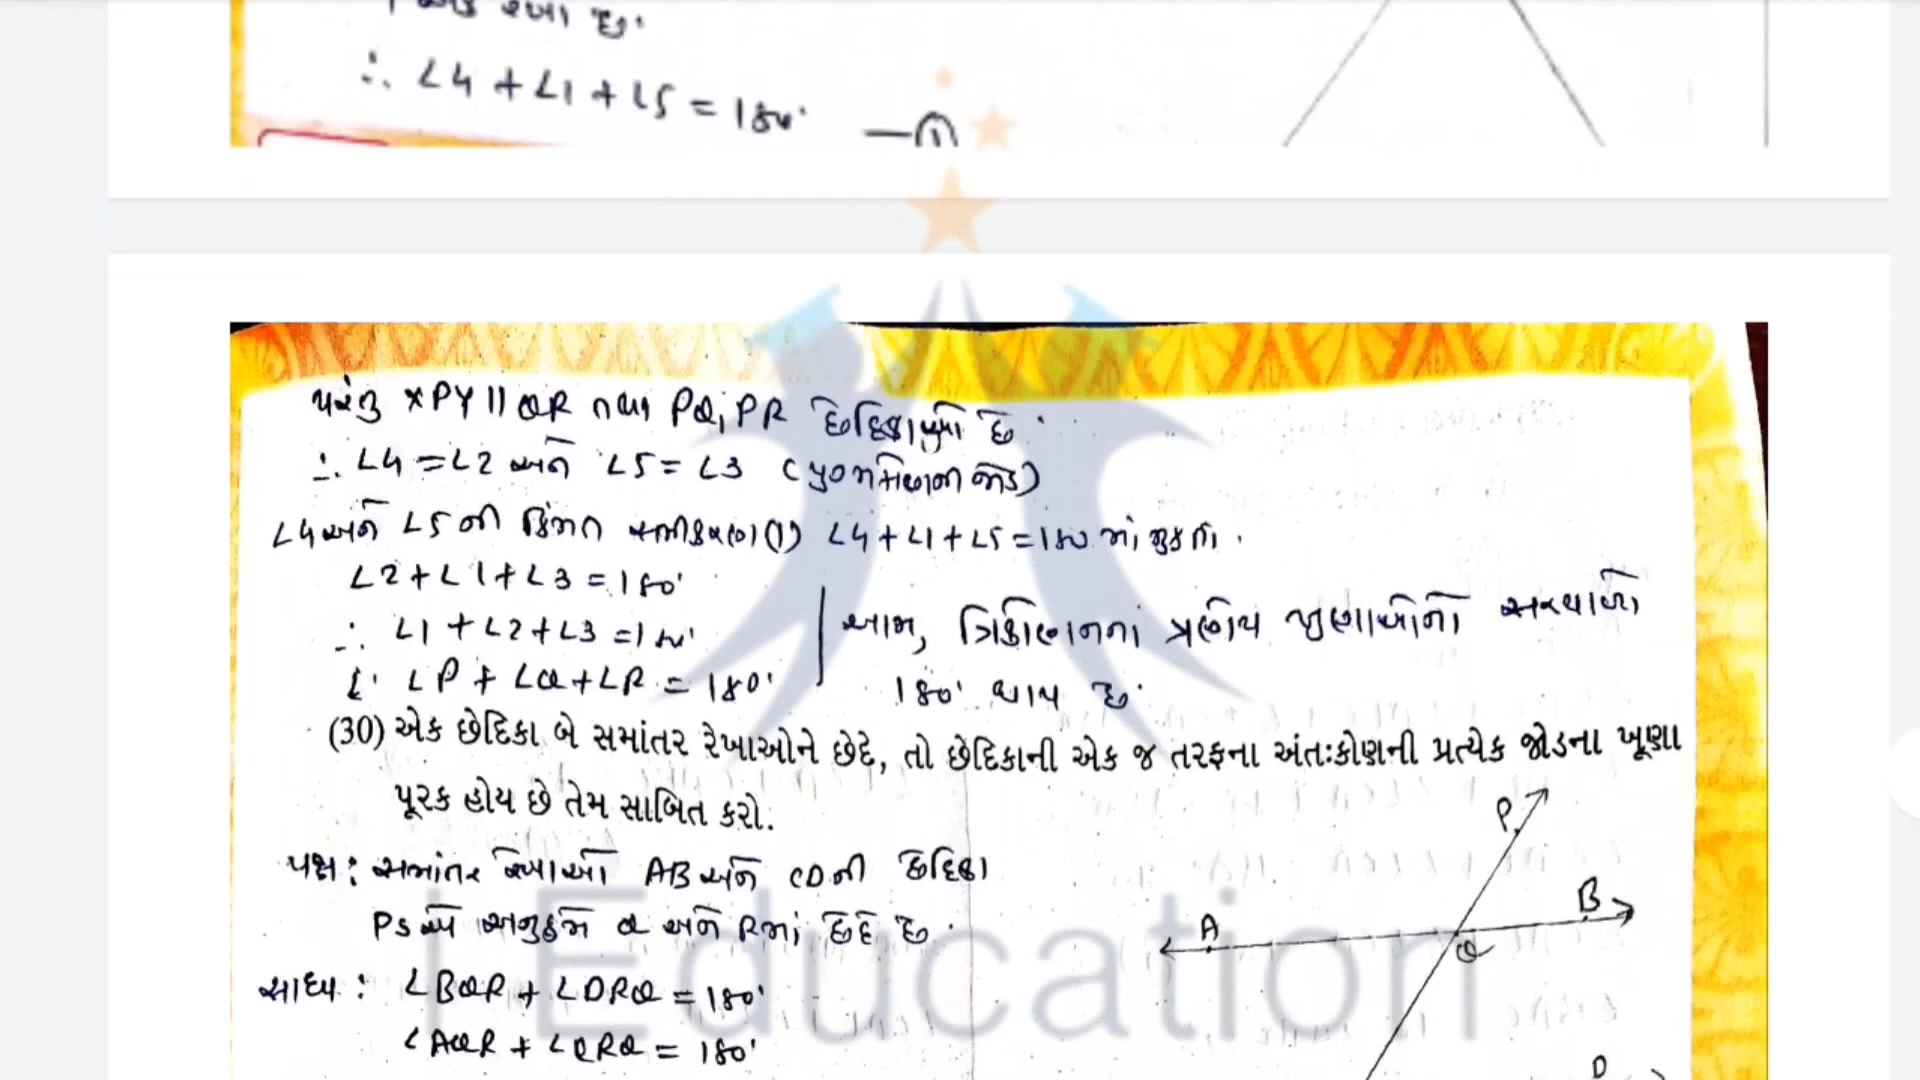 રેખા છે.
∴ ∠4 + ∠1 + ∠5 = 180° —①
પરંતુ XPY || QR તથા PQ, PR છેદિકાઓ છે.
∴ ∠4 = ∠2 અને ∠5 = ∠3 (યુગ્મકોણની જોડ)
∠4 અને ∠5 ની કિંમત સમીકરણ (1) ∠4 + ∠1 + ∠5 = 180 માં મુકતા.
∠2 + ∠1 + ∠3 = 180°
∴ ∠1 + ∠2 + ∠3 = 180°
∠P + ∠Q + ∠R = 180°
આમ, ત્રિકોણનનાં ત્રણેય ખુણાઓનો સરવાળો
180° થાય છે.
(30) એક છેદિકા બે સમાંતર રેખાઓને છેદે, તો છેદિકાની એક જ તરફના અંતઃકોણની પ્રત્યેક જોડના ખૂણા
પૂરક હોય છે તેમ સાબિત કરો.
પક્ષ : સમાંતર રેખાઓ AB અને CD ની છેદિકા
PS એ અનુક્રમે Q અને R માં છેદે છે.
સાધ્ય : ∠BQR + ∠DRQ = 180°
∠AQR + ∠CRQ = 180°
P
A
B
Q
D
Education